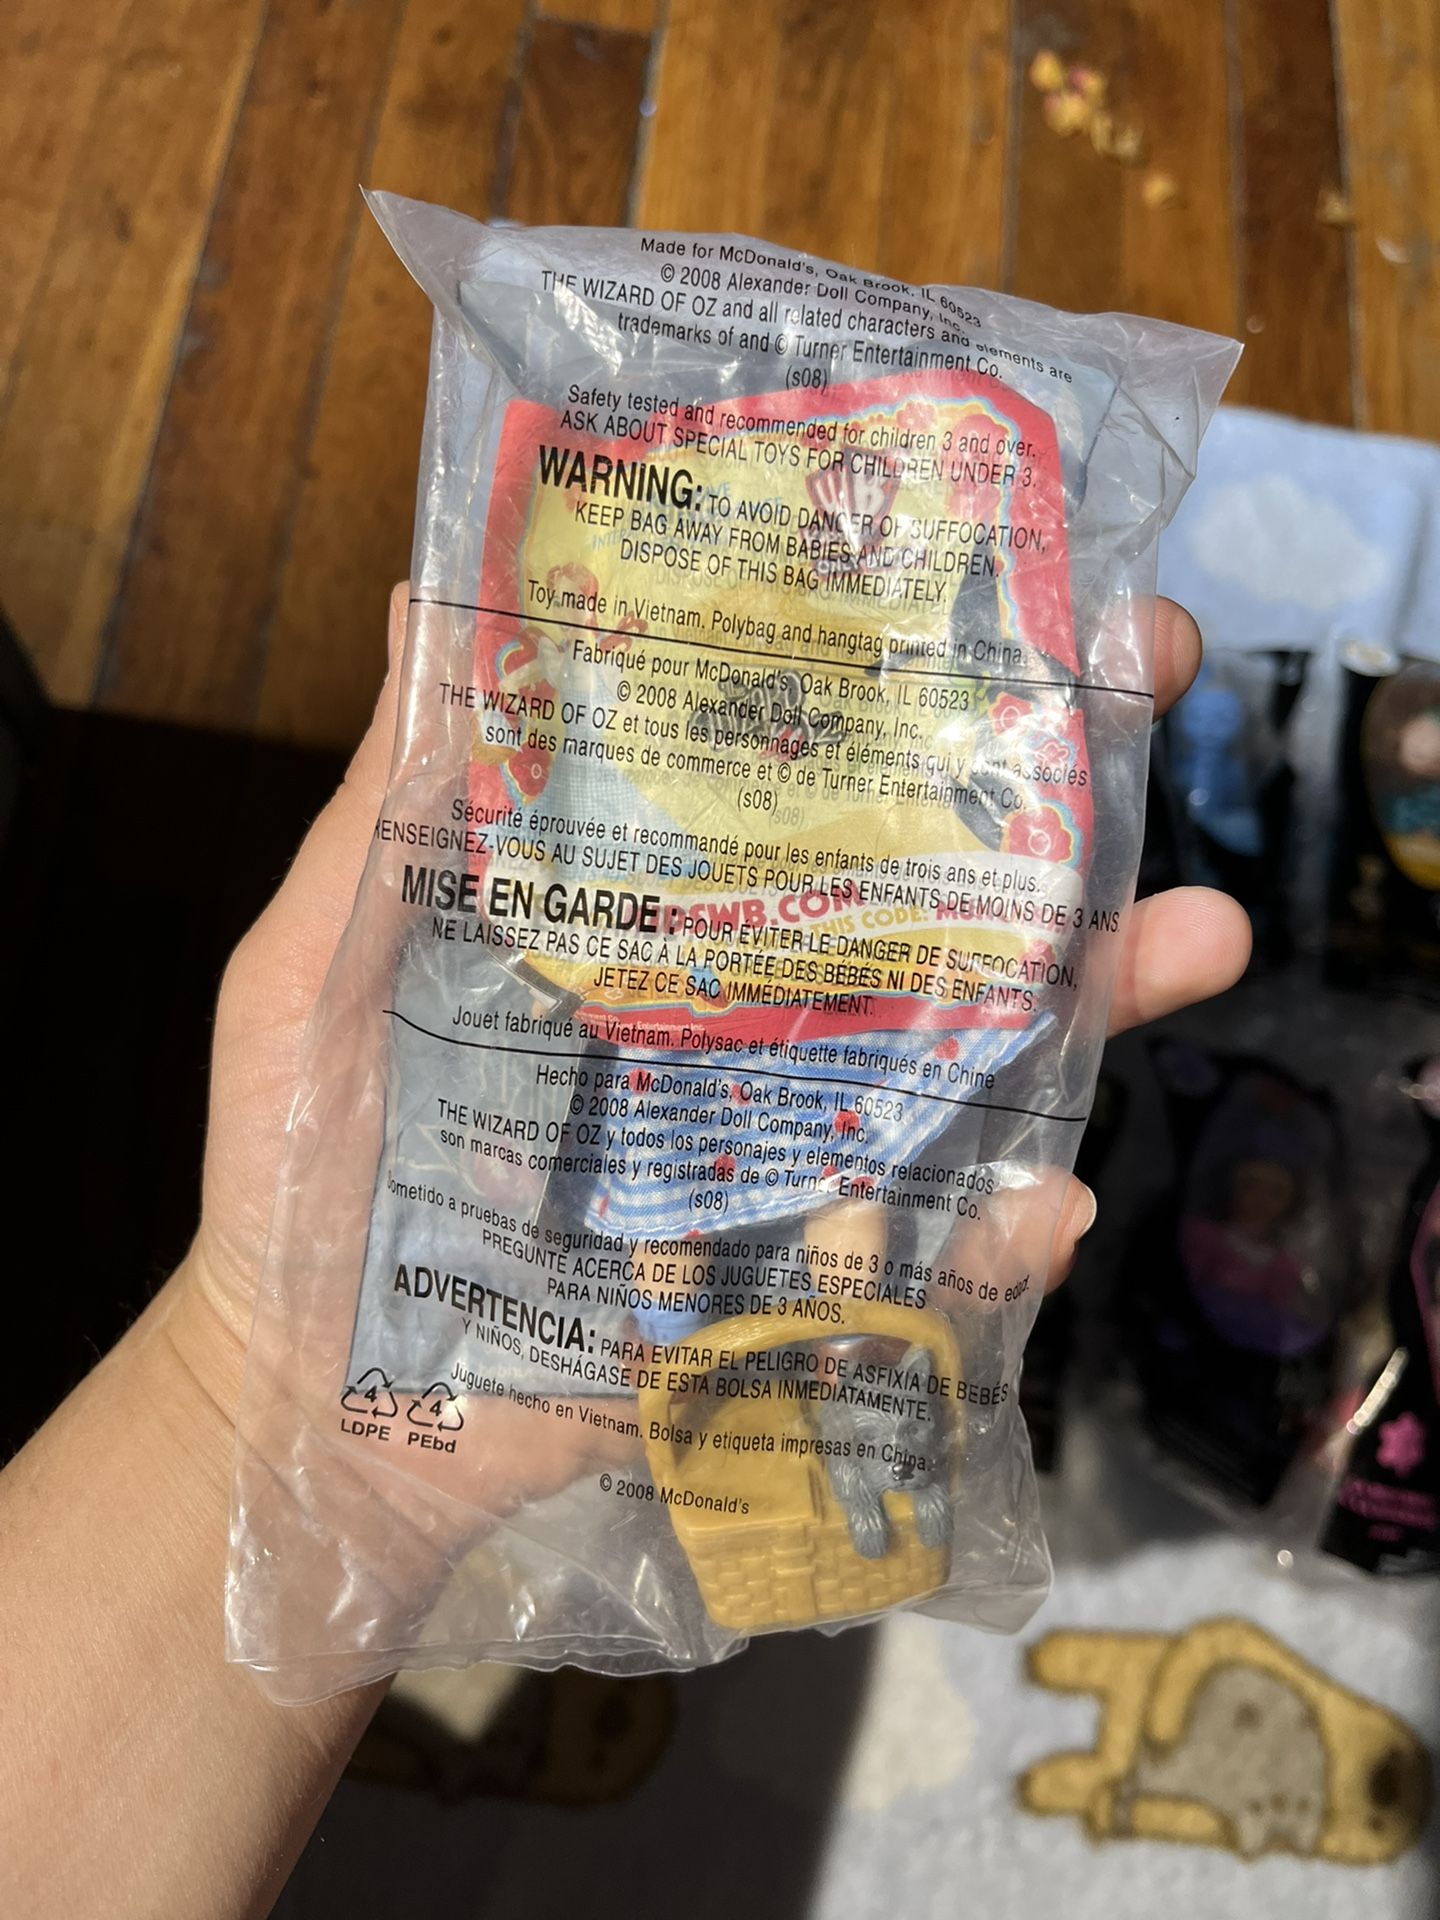 Made for McDonald's, Oak Brook, IL 60523
© 2008 Alexander Doll Company, Inc.
THE WIZARD OF OZ and all related characters and elements are
trademarks of and © Turner Entertainment Co.
(s08)
Safety tested and recommended for children 3 and over.
ASK ABOUT SPECIAL TOYS FOR CHILDREN UNDER 3.
WARNING: TO AVOID DANGER OF SUFFOCATION,
KEEP BAG AWAY FROM BABIES AND CHILDREN.
DISPOSE OF THIS BAG IMMEDIATELY.
Toy made in Vietnam. Polybag and hangtag printed in China.
Fabriqué pour McDonald's, Oak Brook, IL 60523
© 2008 Alexander Doll Company, Inc.
THE WIZARD OF OZ et tous les personnages et éléments qui y sont associés
sont des marques de commerce et © de Turner Entertainment Co.
(s08)
Sécurité éprouvée et recommandé pour les enfants de trois ans et plus.
RENSEIGNEZ-VOUS AU SUJET DES JOUETS POUR LES ENFANTS DE MOINS DE 3 ANS.
MISE EN GARDE : POUR ÉVITER LE DANGER DE SUFFOCATION,
NE LAISSEZ PAS CE SAC À LA PORTÉE DES BÉBÉS NI DES ENFANTS.
JETEZ CE SAC IMMÉDIATEMENT.
WB.COM
THIS CODE:
Jouet fabriqué au Vietnam. Polysac et étiquette fabriqués en Chine
Hecho para McDonald's, Oak Brook, IL 60523
© 2008 Alexander Doll Company, Inc.
THE WIZARD OF OZ y todos los personajes y elementos relacionados
son marcas comerciales y registradas de © Turner Entertainment Co.
(s08)
Sometido a pruebas de seguridad y recomendado para niños de 3 o más años de edad.
PREGUNTE ACERCA DE LOS JUGUETES ESPECIALES
PARA NIÑOS MENORES DE 3 AÑOS.
ADVERTENCIA: PARA EVITAR EL PELIGRO DE ASFIXIA DE BEBÉS
Y NIÑOS, DESHÁGASE DE ESTA BOLSA INMEDIATAMENTE.
Juguete hecho en Vietnam. Bolsa y etiqueta impresas en China.
4 4
LDPE PEbd
© 2008 McDonald's